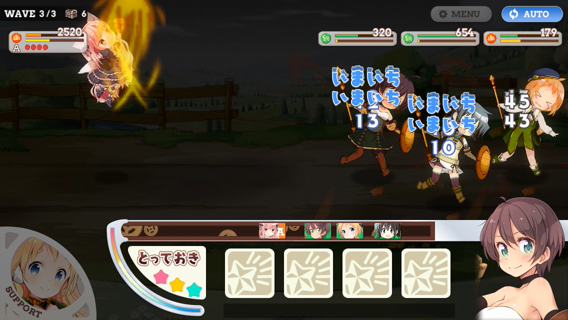 WAVE 3/3 6
MENU
AUTO
2520
A
320
654
179
いまいち
いまいち
13
いまいち
いまいち
10
45
43
A
とっておき
SUPPORT